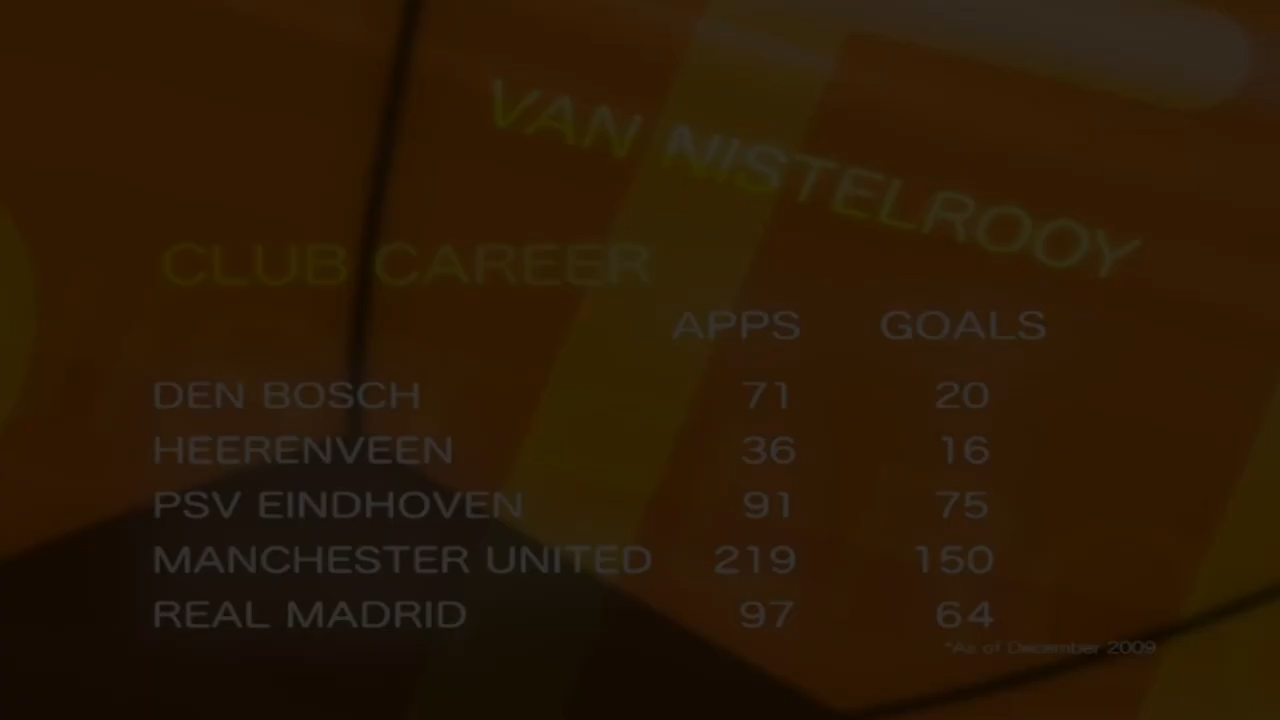 VAN NISTELROOY
CLUB CAREER
APPS GOALS
DEN BOSCH 71 20
HEERENVEEN 36 16
PSV EINDHOVEN 91 75
MANCHESTER UNITED 219 150
REAL MADRID 97 64
*As of December 2009